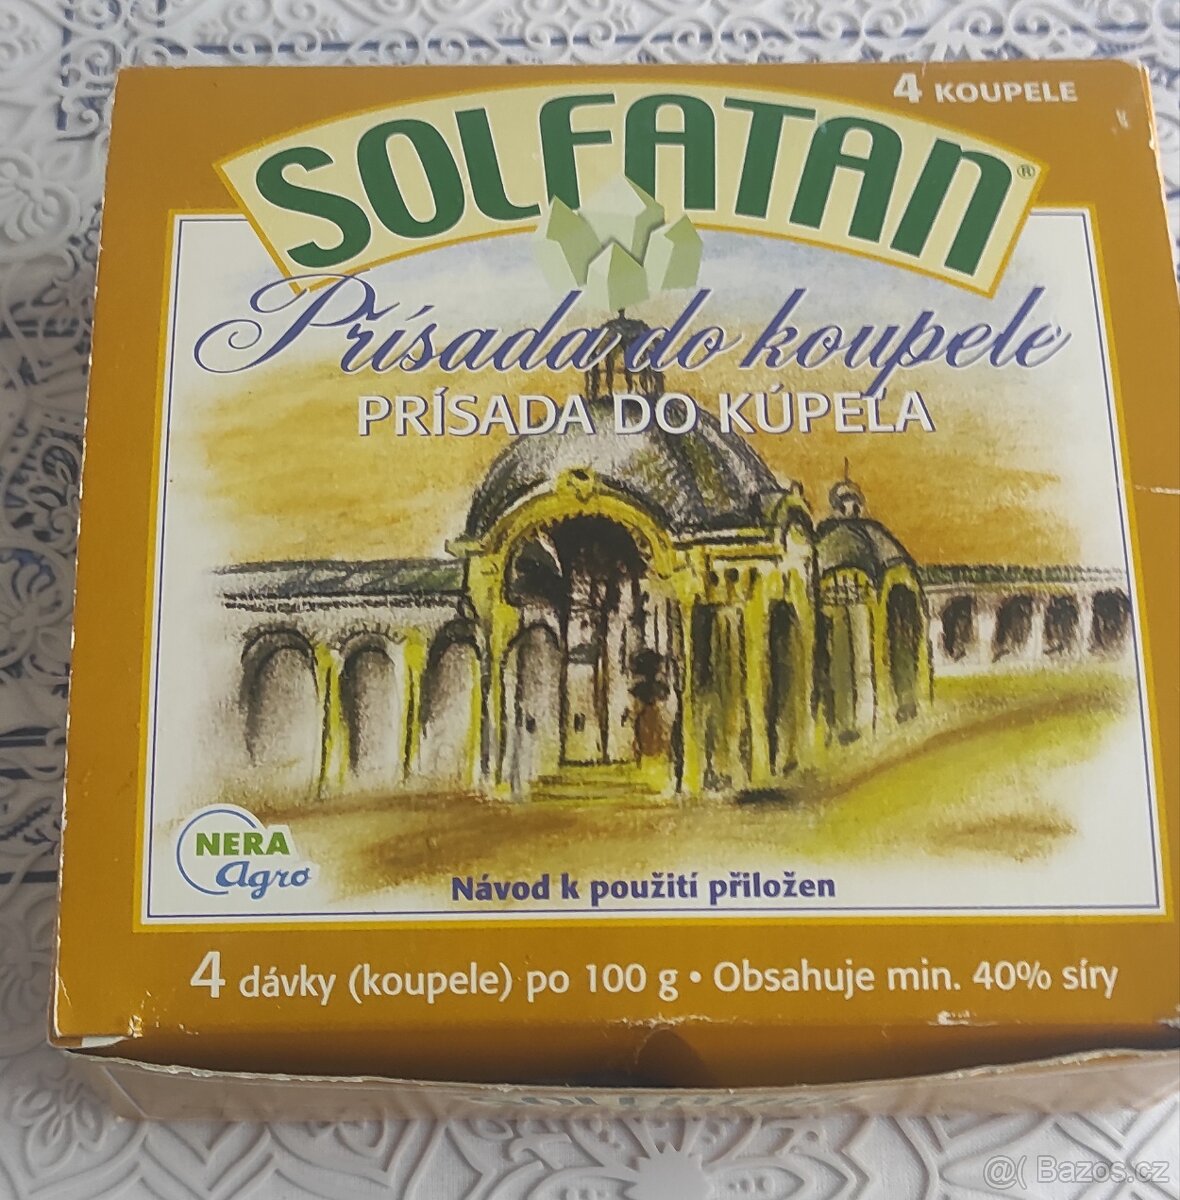 4 KOUPELE
SOLFATAN®
Přísada do koupele
PRÍSADA DO KÚPEĽA
NERA
Agro
Návod k použití přiložen
4 dávky (koupele) po 100 g • Obsahuje min. 40% síry
@( Bazos.cz